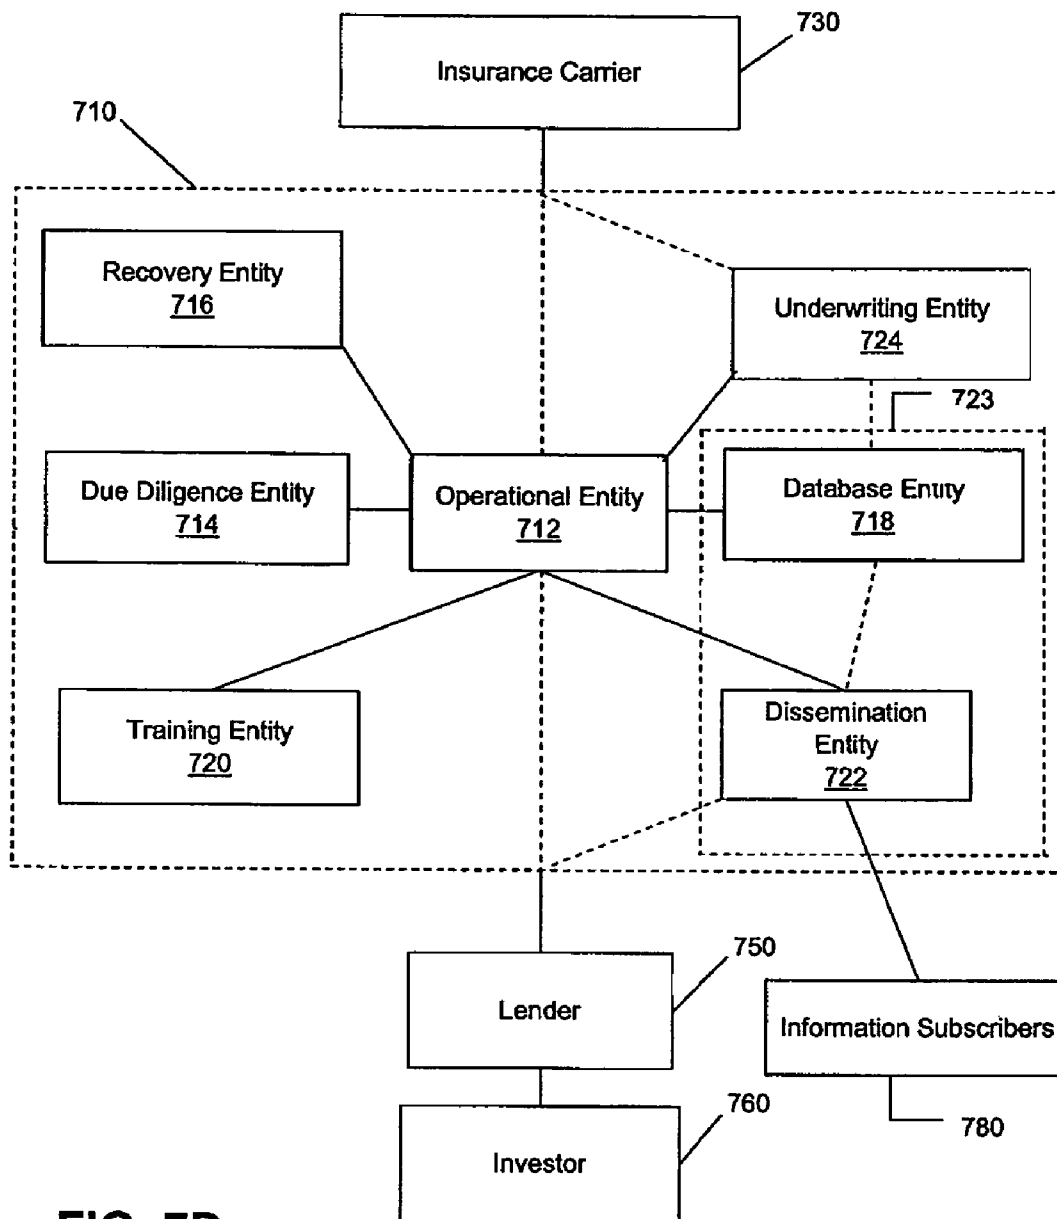 730
Insurance Carrier
710
Recovery Entity
716
Underwriting Entity
724
723
Due Diligence Entity
714
Operational Entity
712
Database Entity
718
Training Entity
720
Dissemination
Entity
722
750
Lender
Information Subscribers
780
760
Investor